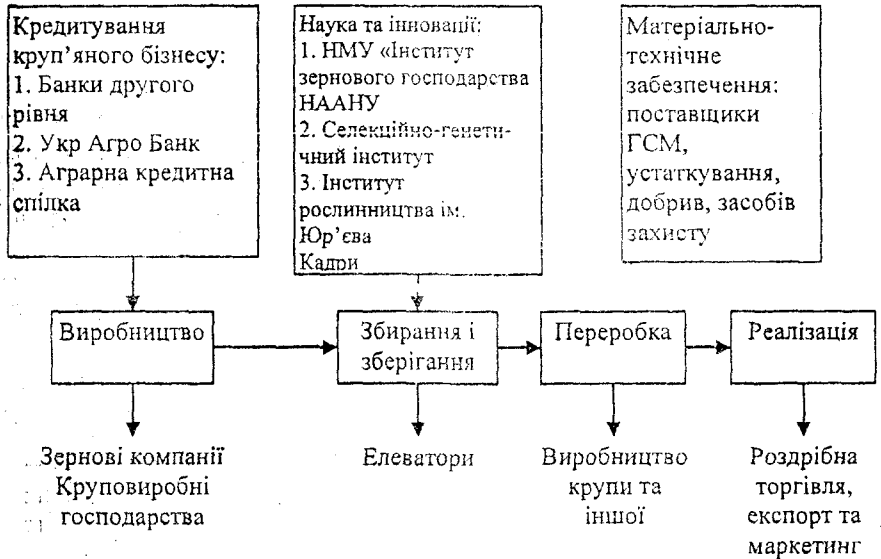 Кредитування
круп’яного бізнесу:
1. Банки другого
рівня
2. Укр Агро Банк
3. Аграрна кредитна
спілка
Наука та інновації:
1. НМУ «Інститут
зернового господарства
НААНУ
2. Селекційно-генети-
чний інститут
3. Інститут
рослинництва ім.
Юр’єва
Кадри
Матеріально-
технічне
забезпечення:
поставщики
ГСМ,
устаткування,
добрив, засобів
захисту
Виробництво
Збирання і
зберігання
Переробка
Реалізація
Зернові компанії
Круповиробні
господарства
Елеватори
Виробництво
крупи та
іншої
Роздрібна
торгівля,
експорт та
маркетинг